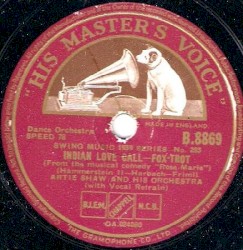 "HIS MASTER'S VOICE"
MADE IN ENGLAND
Dance Orchestra
SPEED 78
B.8869
SWING MUSIC 1938 SERIES No.
INDIAN LOVE CALL—FOX-TROT
(From the musical comedy "Rose Marie")
(Hammerstein II—Harbach—Friml)
ARTIE SHAW AND HIS ORCHESTRA
(with Vocal Refrain)
B.I.E.M.
CHAPPELL
N.C.B.
THE GRAMOPHONE CO. LTD.